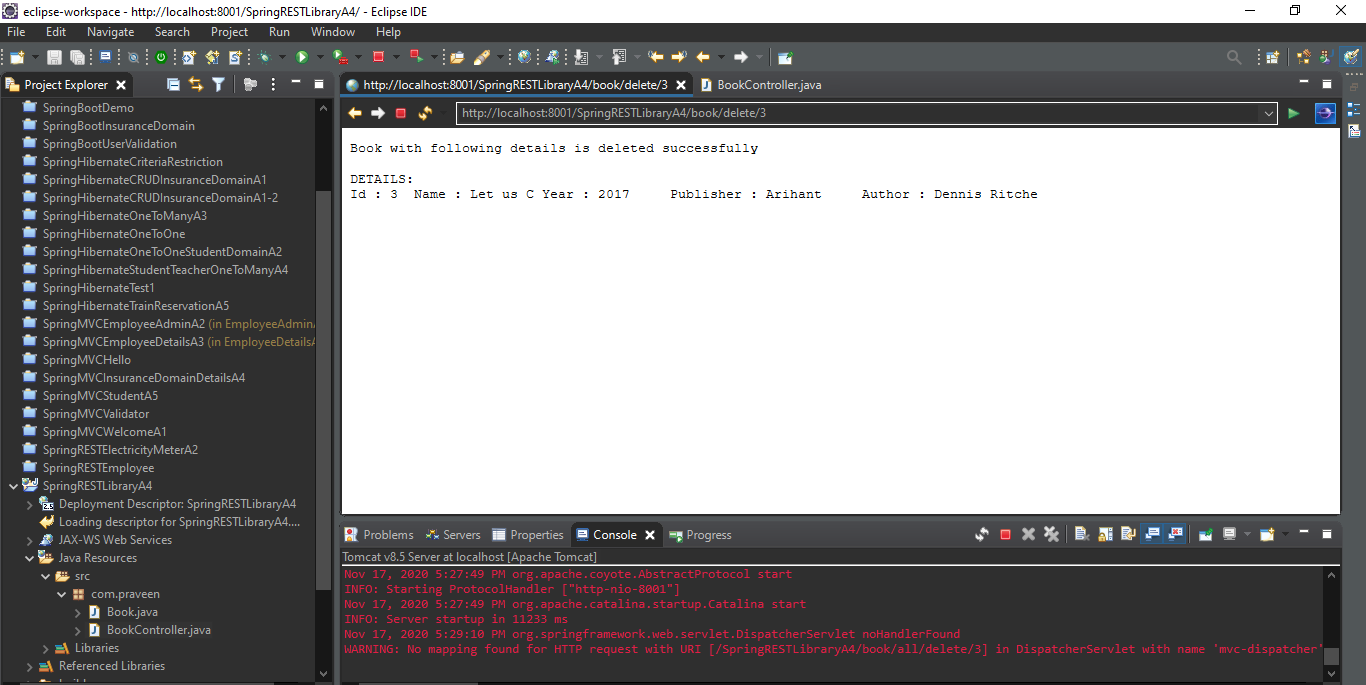 eclipse-workspace - http://localhost:8001/SpringRESTLibraryA4/ - Eclipse IDE
File Edit Navigate Search Project Run Window Help
Project Explorer
http://localhost:8001/SpringRESTLibraryA4/book/delete/3
BookController.java
http://localhost:8001/SpringRESTLibraryA4/book/delete/3
SpringBootDemo
SpringBootInsuranceDomain
SpringBootUserValidation
SpringHibernateCriteriaRestriction
SpringHibernateCRUDInsuranceDomainA1
SpringHibernateCRUDInsuranceDomainA1-2
SpringHibernateOneToManyA3
SpringHibernateOneToOne
SpringHibernateOneToOneStudentDomainA2
SpringHibernateStudentTeacherOneToManyA4
SpringHibernateTest1
SpringHibernateTrainReservationA5
SpringMVCEmployeeAdminA2 (in EmployeeAdmin
SpringMVCEmployeeDetailsA3 (in EmployeeDetails
SpringMVCHello
SpringMVCInsuranceDomainDetailsA4
SpringMVCStudentA5
SpringMVCValidator
SpringMVCWelcomeA1
SpringRESTElectricityMeterA2
SpringRESTEmployee
SpringRESTLibraryA4
Deployment Descriptor: SpringRESTLibraryA4
2.5
Loading descriptor for SpringRESTLibraryA4....
JAX-WS Web Services
Java Resources
src
com.praveen
Book.java
BookController.java
Libraries
Referenced Libraries
Book with following details is deleted successfully
DETAILS:
Id : 3 Name : Let us C Year : 2017 Publisher : Arihant Author : Dennis Ritche
Problems Servers Properties Console Progress
Tomcat v8.5 Server at localhost [Apache Tomcat]
Nov 17, 2020 5:27:49 PM org.apache.coyote.AbstractProtocol start
INFO: Starting ProtocolHandler ["http-nio-8001"]
Nov 17, 2020 5:27:49 PM org.apache.catalina.startup.Catalina start
INFO: Server startup in 11233 ms
Nov 17, 2020 5:29:10 PM org.springframework.web.servlet.DispatcherServlet noHandlerFound
WARNING: No mapping found for HTTP request with URI [/SpringRESTLibraryA4/book/all/delete/3] in DispatcherServlet with name 'mvc-dispatcher'